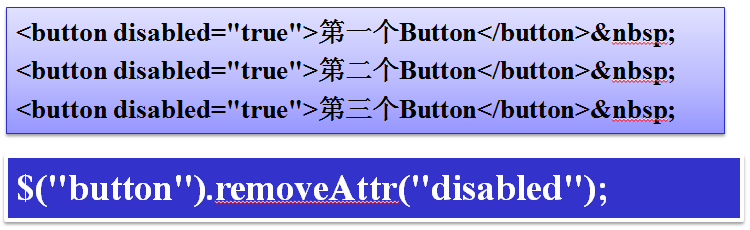 <button disabled="true">第一个Button</button>&nbsp;
<button disabled="true">第二个Button</button>&nbsp;
<button disabled="true">第三个Button</button>&nbsp;
$("button").removeAttr("disabled");